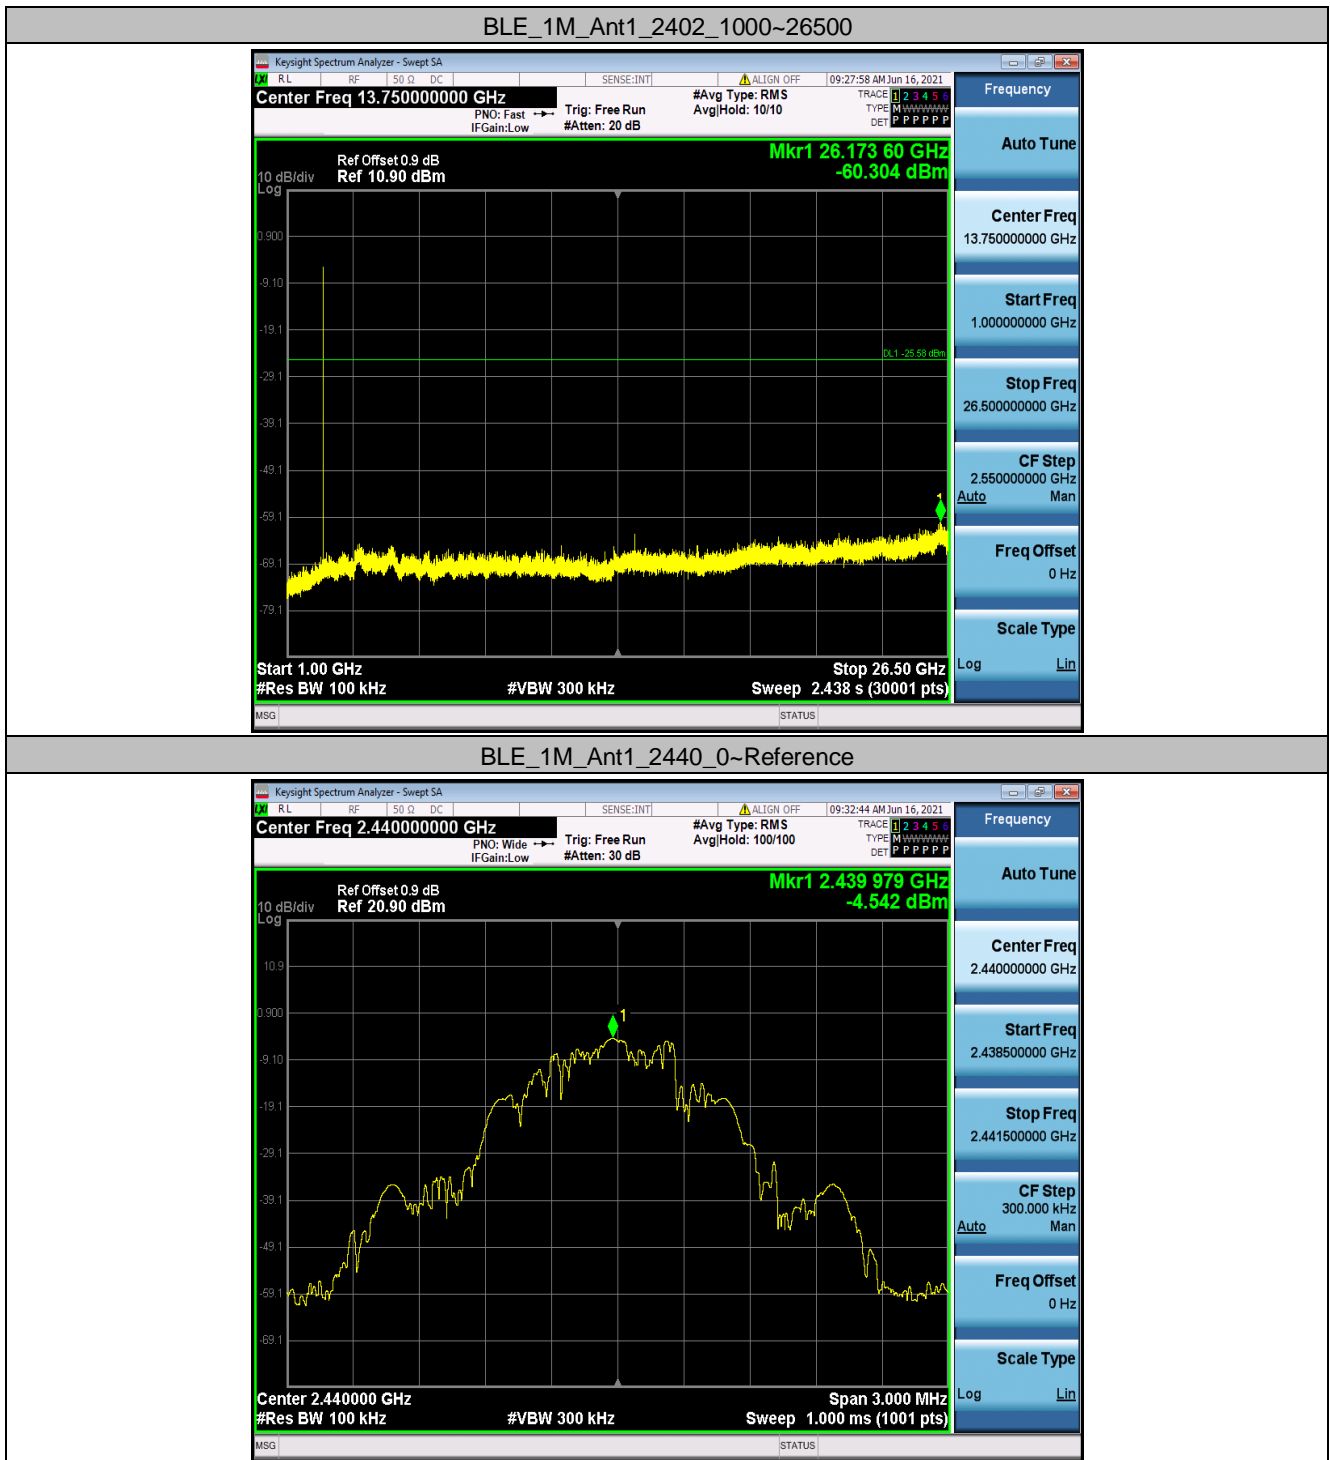 BLE_1M_Ant1_2402_1000~26500
Keysight Spectrum Analyzer - Swept SA
LXI RL RF 50 Ω DC SENSE:INT ALIGN OFF 09:27:58 AM Jun 16, 2021
Center Freq 13.750000000 GHz
PNO: Fast
IFGain:Low
Trig: Free Run
#Atten: 20 dB
#Avg Type: RMS
Avg|Hold: 10/10
TRACE 1 2 3 4 5 6
TYPE M WWWWW
DET P P P P P P
Mkr1 26.173 60 GHz
-60.304 dBm
Ref Offset 0.9 dB
10 dB/div Ref 10.90 dBm
Log
0.900
-9.10
-19.1
DL1 -25.58 dBm
-29.1
-39.1
-49.1
1
-59.1
-69.1
-79.1
Start 1.00 GHz Stop 26.50 GHz
#Res BW 100 kHz #VBW 300 kHz Sweep 2.438 s (30001 pts)
MSG STATUS
Frequency
Auto Tune
Center Freq
13.750000000 GHz
Start Freq
1.000000000 GHz
Stop Freq
26.500000000 GHz
CF Step
2.550000000 GHz
Auto Man
Freq Offset
0 Hz
Scale Type
Log Lin
BLE_1M_Ant1_2440_0~Reference
Keysight Spectrum Analyzer - Swept SA
LXI RL RF 50 Ω DC SENSE:INT ALIGN OFF 09:32:44 AM Jun 16, 2021
Center Freq 2.440000000 GHz
PNO: Wide
IFGain:Low
Trig: Free Run
#Atten: 30 dB
#Avg Type: RMS
Avg|Hold: 100/100
TRACE 1 2 3 4 5 6
TYPE M WWWWW
DET P P P P P P
Mkr1 2.439 979 GHz
-4.542 dBm
Ref Offset 0.9 dB
10 dB/div Ref 20.90 dBm
Log
10.9
0.900
1
-9.10
-19.1
-29.1
-39.1
-49.1
-59.1
-69.1
Center 2.440000 GHz Span 3.000 MHz
#Res BW 100 kHz #VBW 300 kHz Sweep 1.000 ms (1001 pts)
MSG STATUS
Frequency
Auto Tune
Center Freq
2.440000000 GHz
Start Freq
2.438500000 GHz
Stop Freq
2.441500000 GHz
CF Step
300.000 kHz
Auto Man
Freq Offset
0 Hz
Scale Type
Log Lin